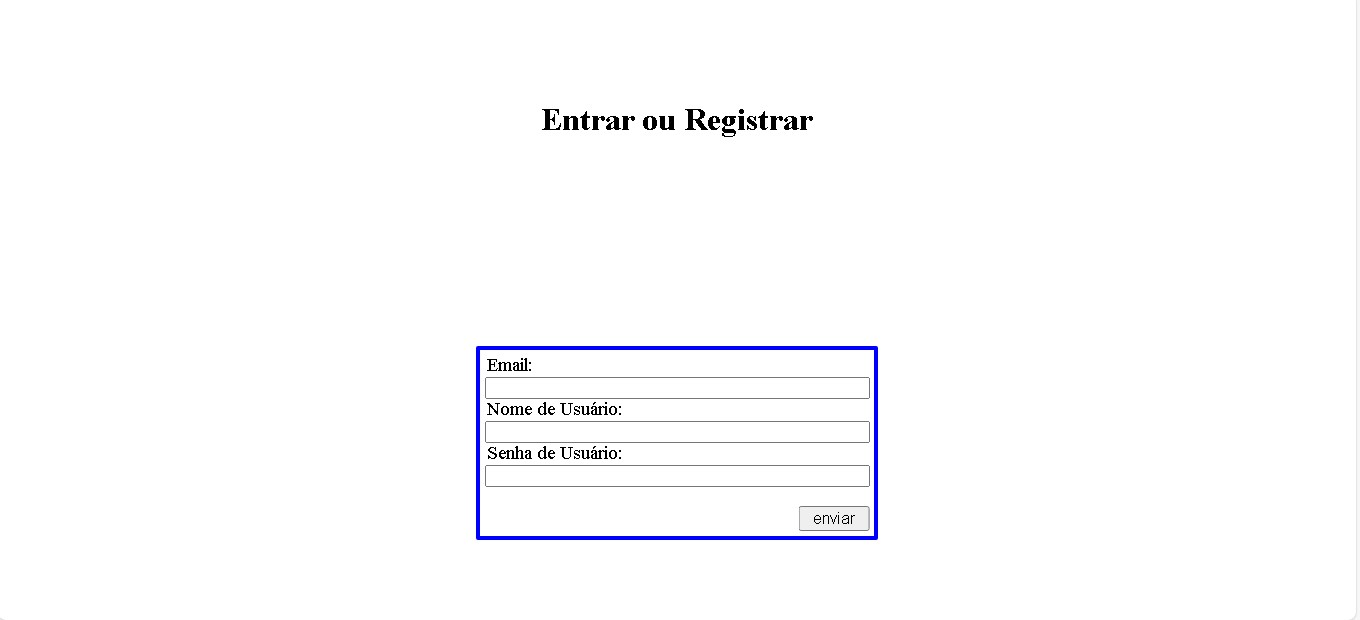 Entrar ou Registrar
Email:
Nome de Usuário:
Senha de Usuário:
enviar